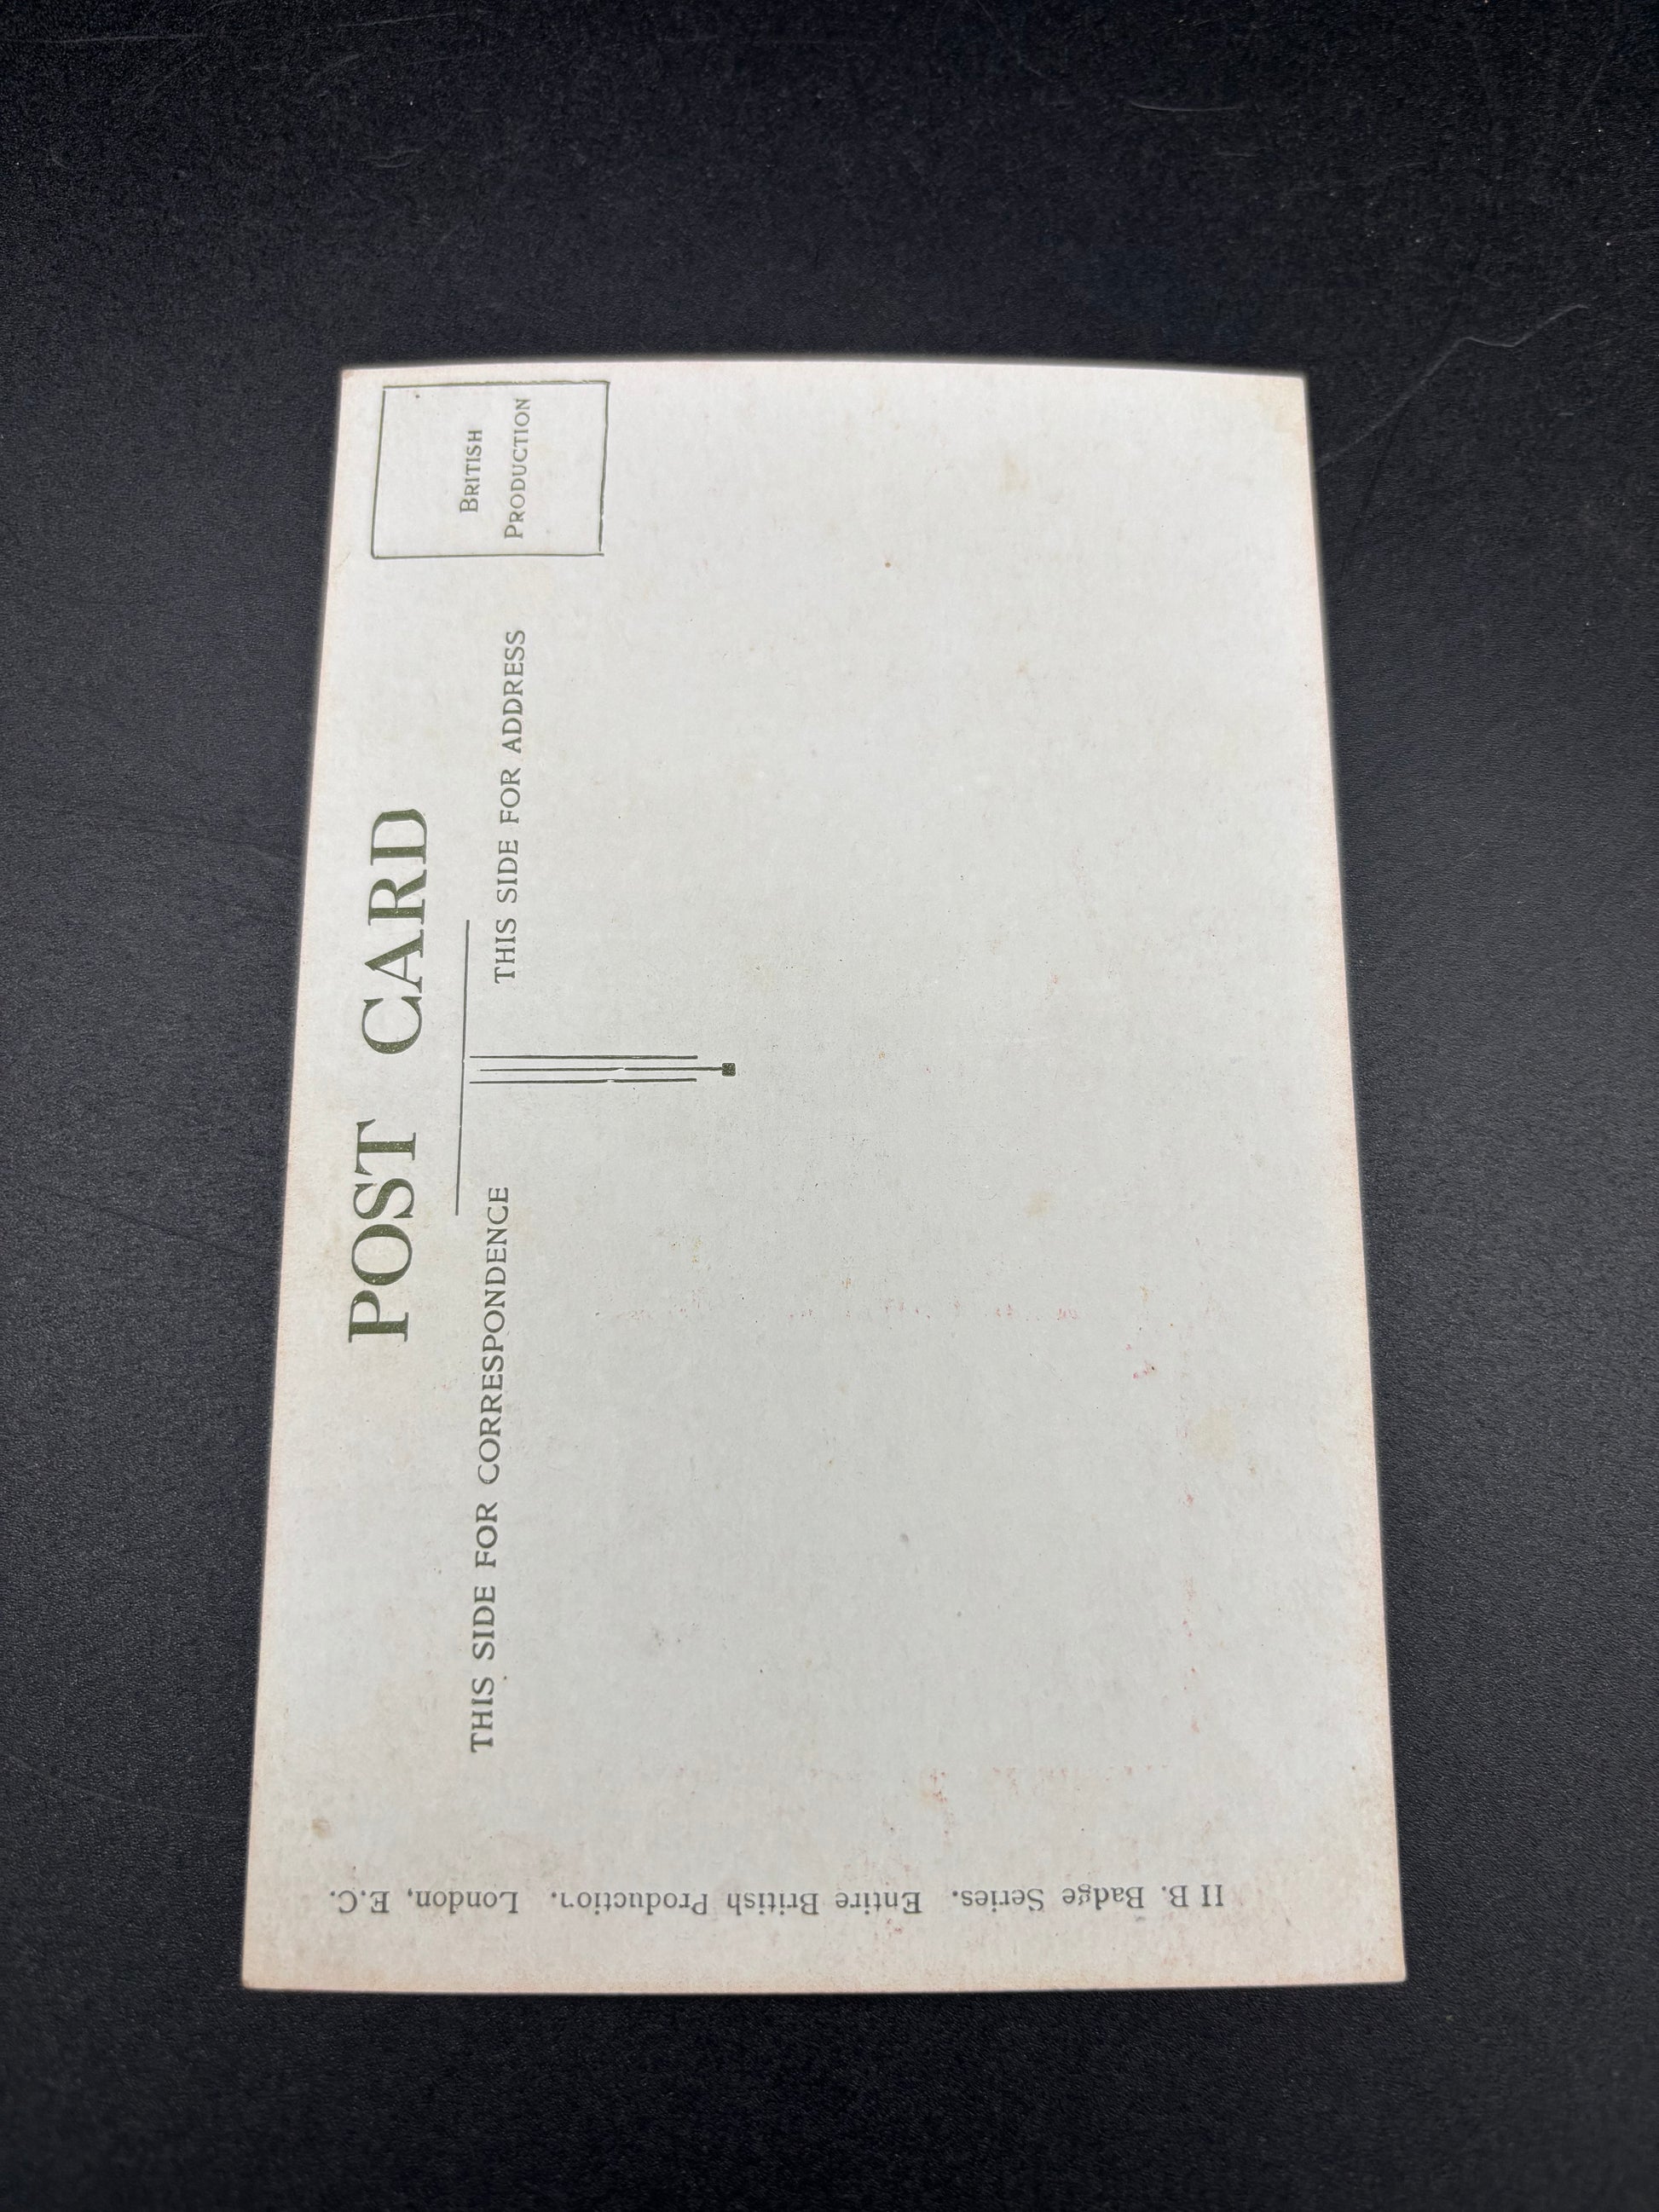 POST CARD
THIS SIDE FOR CORRESPONDENCE
THIS SIDE FOR ADDRESS
BRITISH
PRODUCTION
H B. Badge Series. Entire British Production. London, E.C.